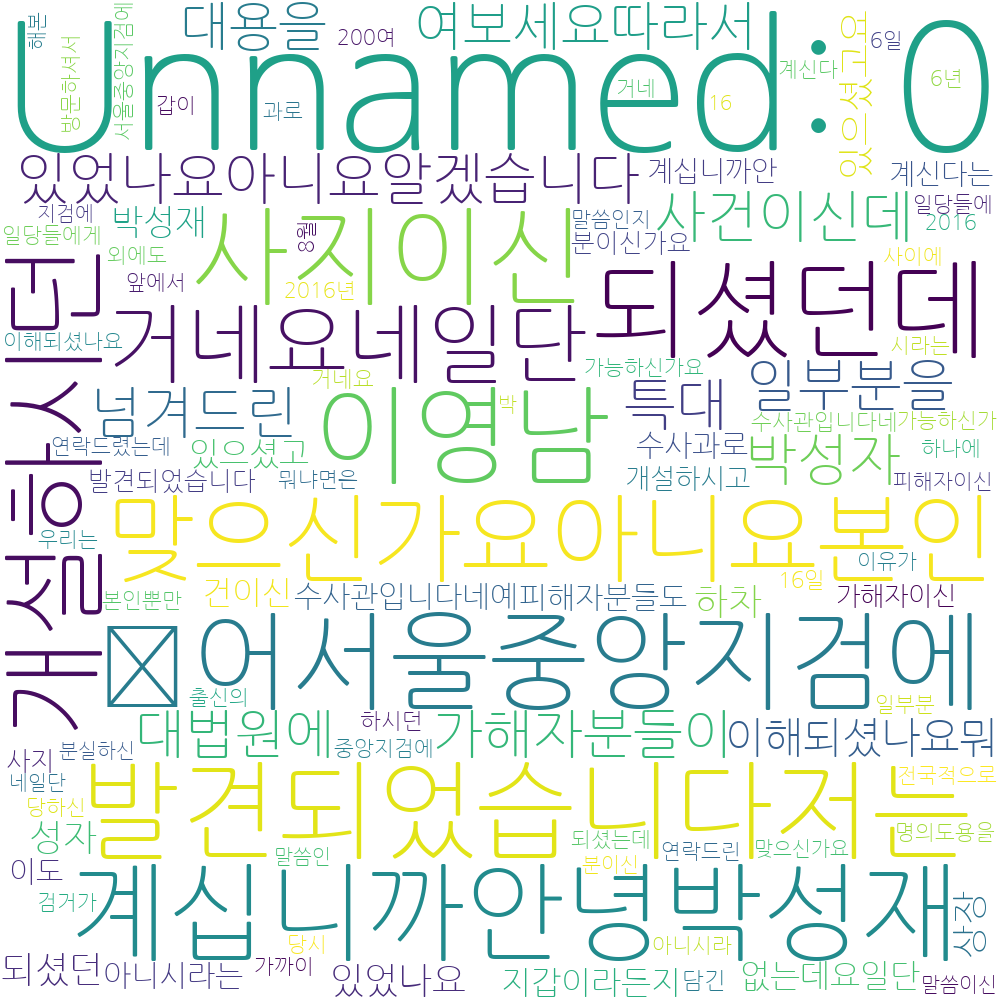 해본
대용을
200여
여보세요따라서
6일
Unnamed: 0
방문하셔서
서울중앙지검에
갑이
과로
거네
16
계신다
있으셨고요
6년
있었나요아니요알겠습니다
계십니까안
계신다는
지검에
박성재
말씀인지
사건이신데
일당들에
2016
일당들에게
외에도
8월
사지이신
분이신가요
사이에
앞에서
2016년
되셨던데
개설하시던
이해되셨나요
거네요네일단
시라는
거네요
가능하신가요
넘겨드린
이영남
박
특대
일부분을
수사관입니다네
가능하신가
연락드렸는데
있으셨고
수사과로
박성자
하나에
발견되었습니다
뭐냐면은
개설하시고
피해자이신
맞으신가요아니요본인
우리는
이유가
16일
본인뿐만
건이신
수사관입니다네예피해자분들도
하차
가해자이신
어서울중앙지검에
출신의
일부분
대법원에
하시던
가해자분들이
이해되셨나요뭐
사지
분실하신
중앙지검에
네일단
전국적으로
당하신
발견되었습니다저는
성자
되셨는데
명의도용을
말씀인
연락드린
맞으신가요
이도
분이신
검거가
계십니까안녕박성재
상장
당시
아니시라
되셨던
아니시라는
가까이
있었나요
지갑이라든지
담긴
없는데요일단
말씀이신